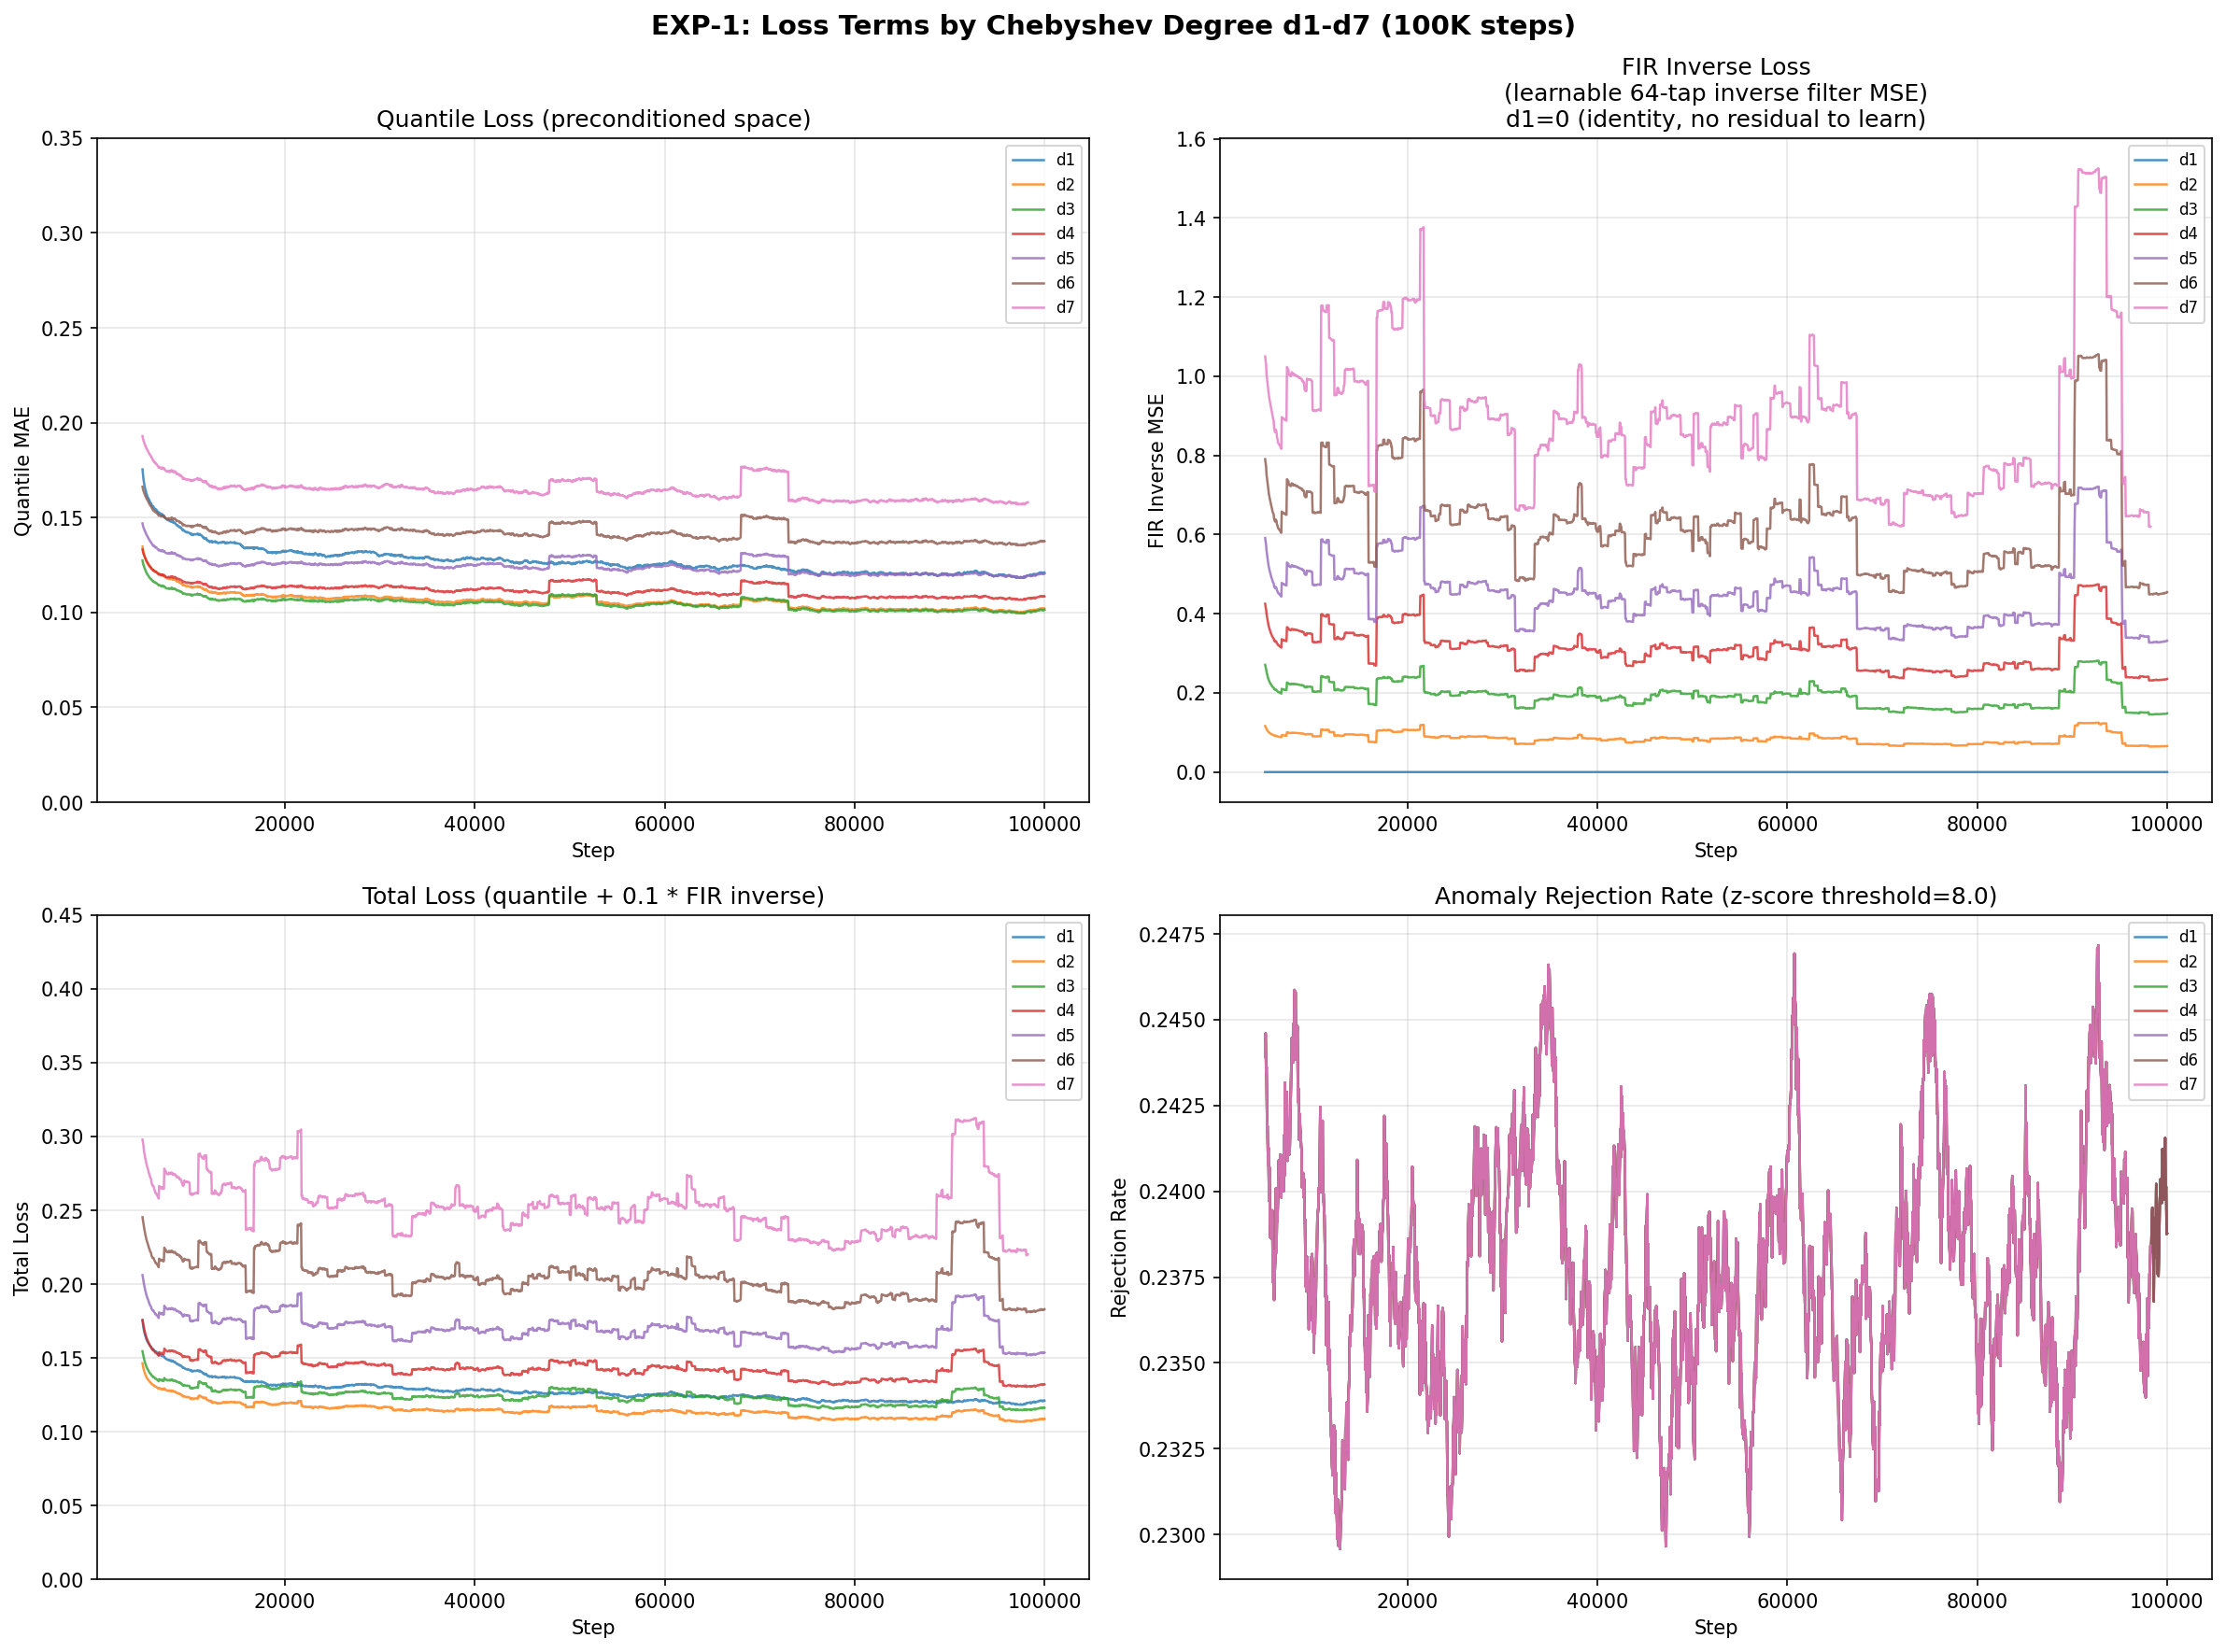 EXP-1: Loss Terms by Chebyshev Degree d1-d7 (100K steps)
Quantile Loss (preconditioned space)
0.35
0.30
0.25
0.20
0.15
0.10
0.05
0.00
Quantile MAE
20000
40000
60000
80000
100000
Step
d1
d2
d3
d4
d5
d6
d7
FIR Inverse Loss
(learnable 64-tap inverse filter MSE)
d1=0 (identity, no residual to learn)
1.6
1.4
1.2
1.0
0.8
0.6
0.4
0.2
0.0
FIR Inverse MSE
20000
40000
60000
80000
100000
Step
d1
d2
d3
d4
d5
d6
d7
Total Loss (quantile + 0.1 * FIR inverse)
0.45
0.40
0.35
0.30
0.25
0.20
0.15
0.10
0.05
0.00
Total Loss
20000
40000
60000
80000
100000
Step
d1
d2
d3
d4
d5
d6
d7
Anomaly Rejection Rate (z-score threshold=8.0)
0.2475
0.2450
0.2425
0.2400
0.2375
0.2350
0.2325
0.2300
Rejection Rate
20000
40000
60000
80000
100000
Step
d1
d2
d3
d4
d5
d6
d7